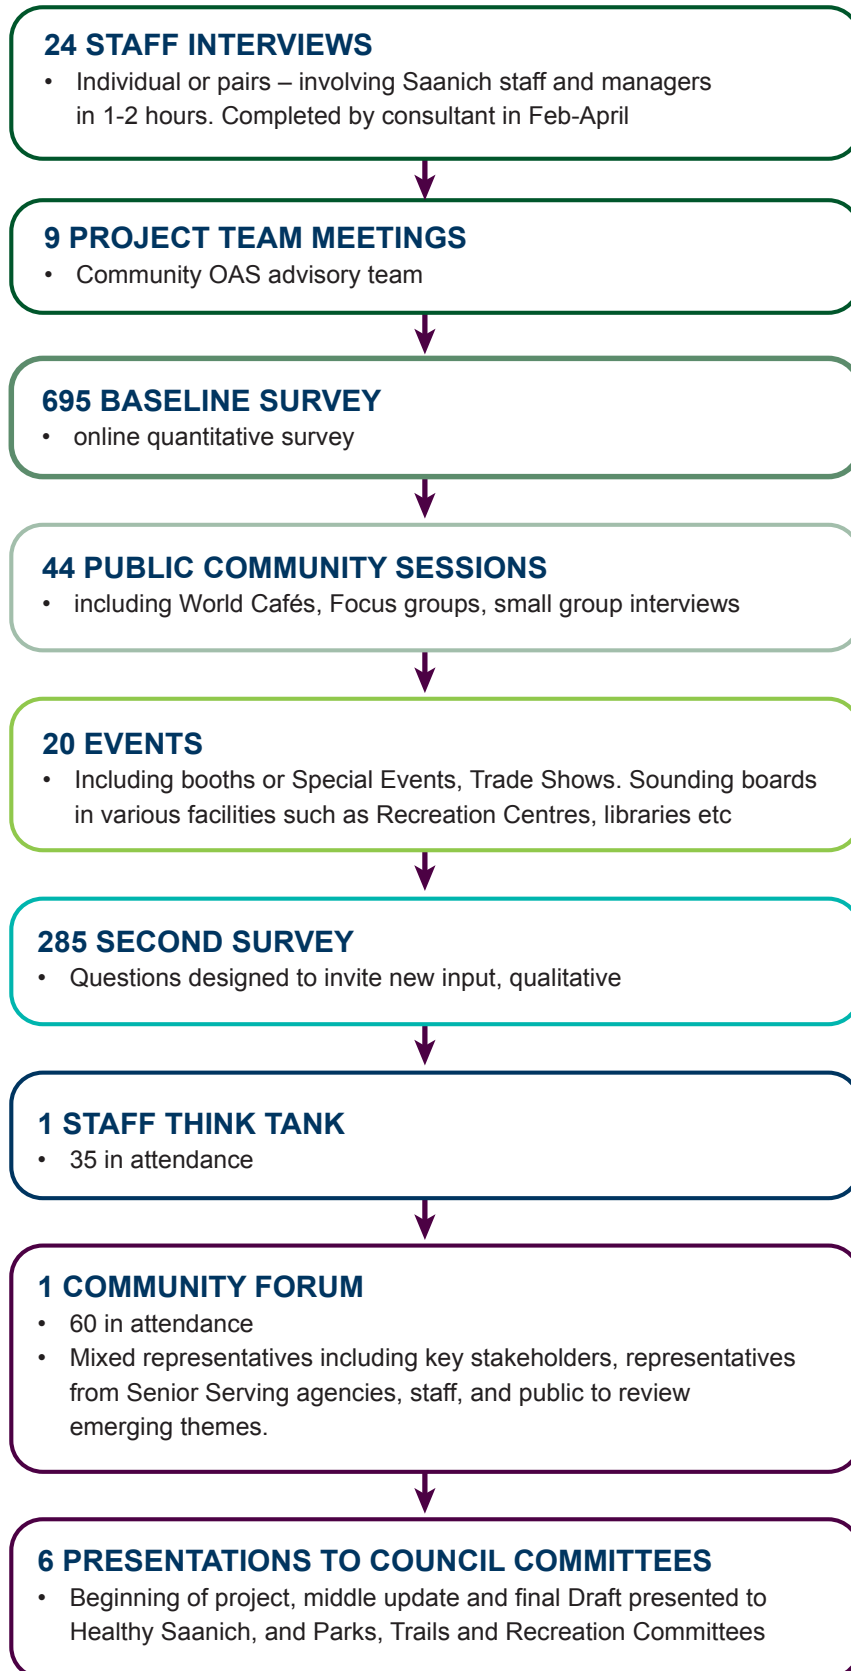 24 STAFF INTERVIEWS
• Individual or pairs – involving Saanich staff and managers
in 1-2 hours. Completed by consultant in Feb-April
9 PROJECT TEAM MEETINGS
• Community OAS advisory team
695 BASELINE SURVEY
• online quantitative survey
44 PUBLIC COMMUNITY SESSIONS
• including World Cafés, Focus groups, small group interviews
20 EVENTS
• Including booths or Special Events, Trade Shows. Sounding boards
in various facilities such as Recreation Centres, libraries etc
285 SECOND SURVEY
• Questions designed to invite new input, qualitative
1 STAFF THINK TANK
• 35 in attendance
1 COMMUNITY FORUM
• 60 in attendance
• Mixed representatives including key stakeholders, representatives
from Senior Serving agencies, staff, and public to review
emerging themes.
6 PRESENTATIONS TO COUNCIL COMMITTEES
• Beginning of project, middle update and final Draft presented to
Healthy Saanich, and Parks, Trails and Recreation Committees